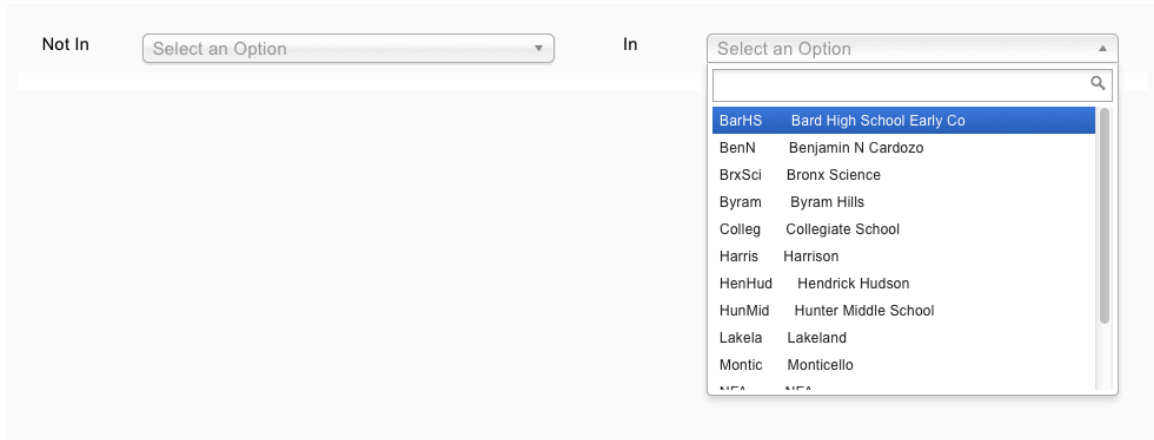 Not In Select an Option In Select an Option
BarHS Bard High School Early Co
BenN Benjamin N Cardozo
BrxSci Bronx Science
Byram Byram Hills
Colleg Collegiate School
Harris Harrison
HenHud Hendrick Hudson
HunMid Hunter Middle School
Lakela Lakeland
Montic Monticello
NFA NFA